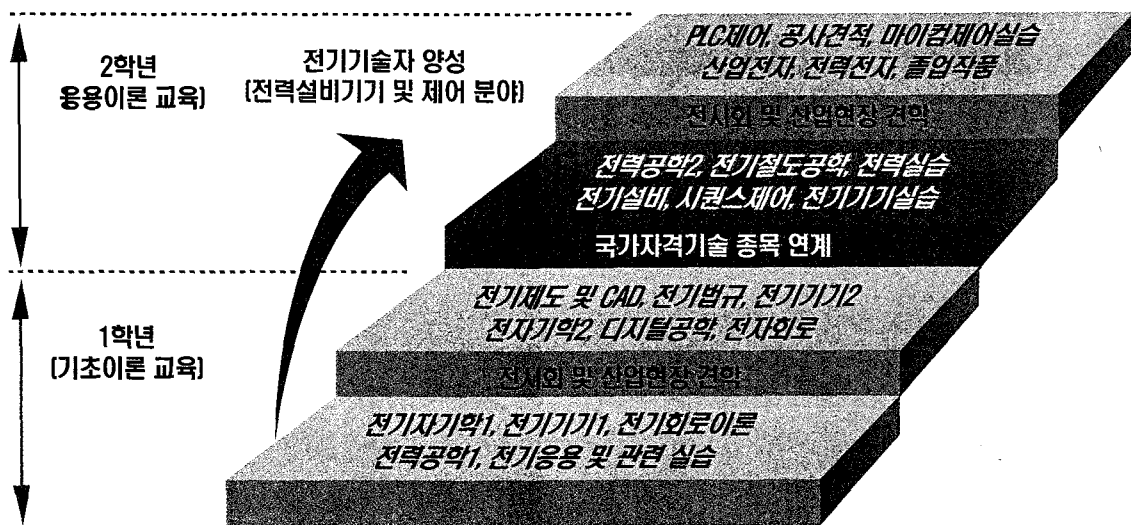 2학년
응용이론 교육)
전기기술자 양성
(전력설비기기 및 제어 분야)
PLC제어, 공사견적, 마이컴제어실습
산업전자, 전력전자, 졸업작품
전시회 및 산업현장 견학
전력공학2, 전기철도공학, 전력실습
전기설비, 시퀀스제어, 전기기기실습
국가자격기술 종목 연계
1학년
(기초이론 교육)
전기제도 및 CAD, 전기법규, 전기기기2
전자기학2, 디지털공학, 전자회로
전시회 및 산업현장 견학
전기자기학1, 전기기기1, 전기회로이론
전력공학1, 전기응용 및 관련 실습